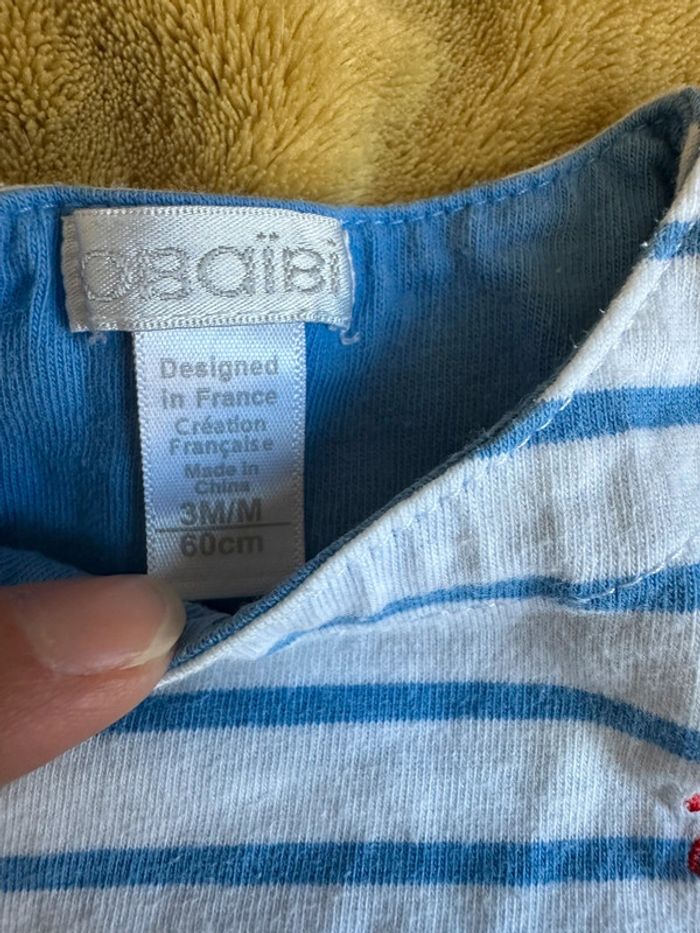 OBaïBi
Designed
in France
Création
Française
Made in
China
3M/M
60cm